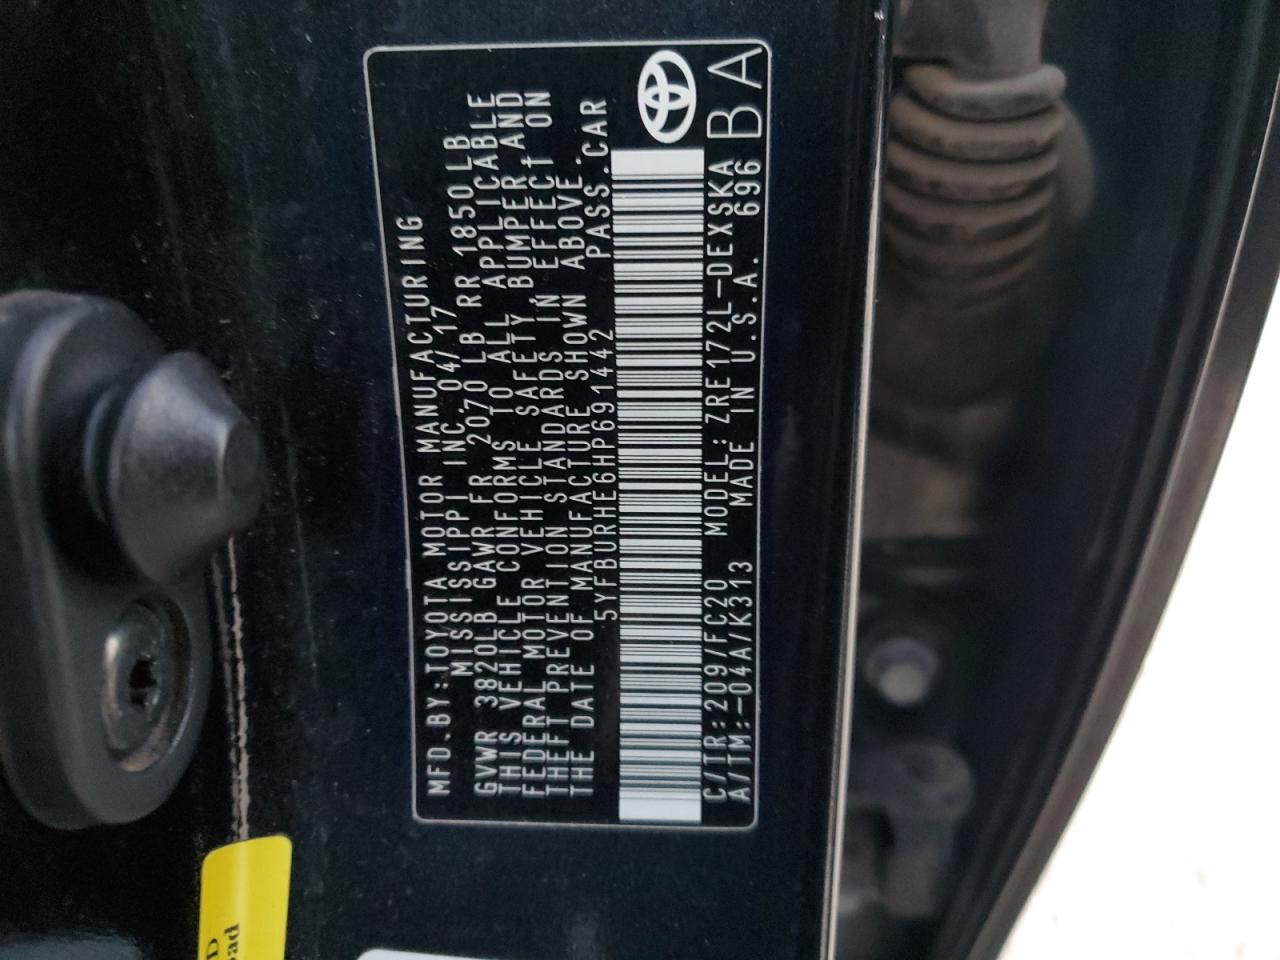 MFD.BY:TOYOTA MOTOR MANUFACTURING
MISSISSIPPI INC. 04/17
GVWR 3820LB GAWR FR 2070 LB RR 1850LB
THIS VEHICLE CONFORMS TO ALL APPLICABLE
FEDERAL MOTOR VEHICLE SAFETY,BUMPER,AND
THEFT PREVENTION STANDARDS IN EFFECT ON
THE DATE OF MANUFACTURE SHOWN ABOVE.
5YFBURHE6HP691442 PASS.CAR
C/TR:209/FC20 MODEL:ZRE172L-DEXSKA
A/TM:-04A/K313 MADE IN U.S.A. 696
BA